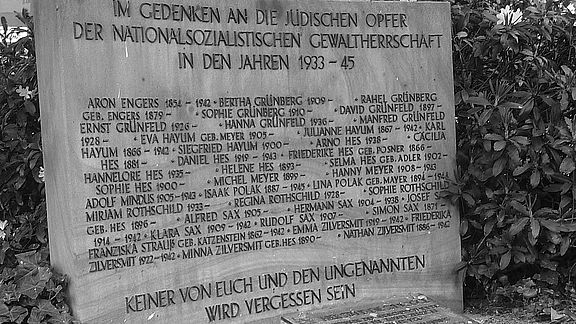 IM GEDENKEN AN DIE JÜDISCHEN OPFER
DER NATIONALSOZIALISTISCHEN GEWALTHERRSCHAFT
IN DEN JAHREN 1933 – 45
ARON ENGERS 1854 – 1942 • BERTHA GRÜNBERG 1909 – • RAHEL GRÜNBERG
GEB. ENGERS 1879 – • SOPHIE GRÜNBERG 1910 – • DAVID GRÜNFELD 1897 –
ERNST GRÜNFELD 1926 – • HANNA GRÜNFELD 1936 – • MANFRED GRÜNFELD
1928 – • EVA HAYUM GEB. MEYER 1905 – • JULIANNE HAYUM 1867 – 1942 • KARL
HAYUM 1866 – 1942 • SIEGFRIED HAYUM 1900 – • ARNO HES 1938 – • CÄCILIA
HES 1881 – • DANIEL HES 1919 – 1943 • FRIEDERIKE HES GEB. POSNER 1866 –
HANNELORE HES 1935 – • HELENE HES 1893 – • SELMA HES GEB. ADLER 1902 –
SOPHIE HES 1900 – • MICHEL MEYER 1899 – • HANNY MEYER 1908 – 1943
ADOLF MINDUS 1905 – 1943 • ISAAK POLAK 1887 – 1945 • LINA POLAK GEB. MAYER 1894 – 1944
MIRJAM ROTHSCHILD 1933 – • REGINA ROTHSCHILD 1928 – • SOPHIE ROTHSCHILD
GEB. HES 1896 – • ALFRED SAX 1905 – • HERMANN SAX 1904 – 1938 • JOSEF S
1914 – 1942 • KLARA SAX 1909 – 1942 • RUDOLF SAX 1907 – • SIMON SAX 1871 –
FRANZISKA STRAUß GEB. KATZENSTEIN 1862 – 1942 • EMMA ZILVERSMIT 1919 – 1942 • FRIEDERIKA
ZILVERSMIT 1922 – 1942 • MINNA ZILVERSMIT GEB. HES 1890 – • NATHAN ZILVERSMIT 1886 – 1942
KEINER VON EUCH UND DEN UNGENANNTEN
WIRD VERGESSEN SEIN